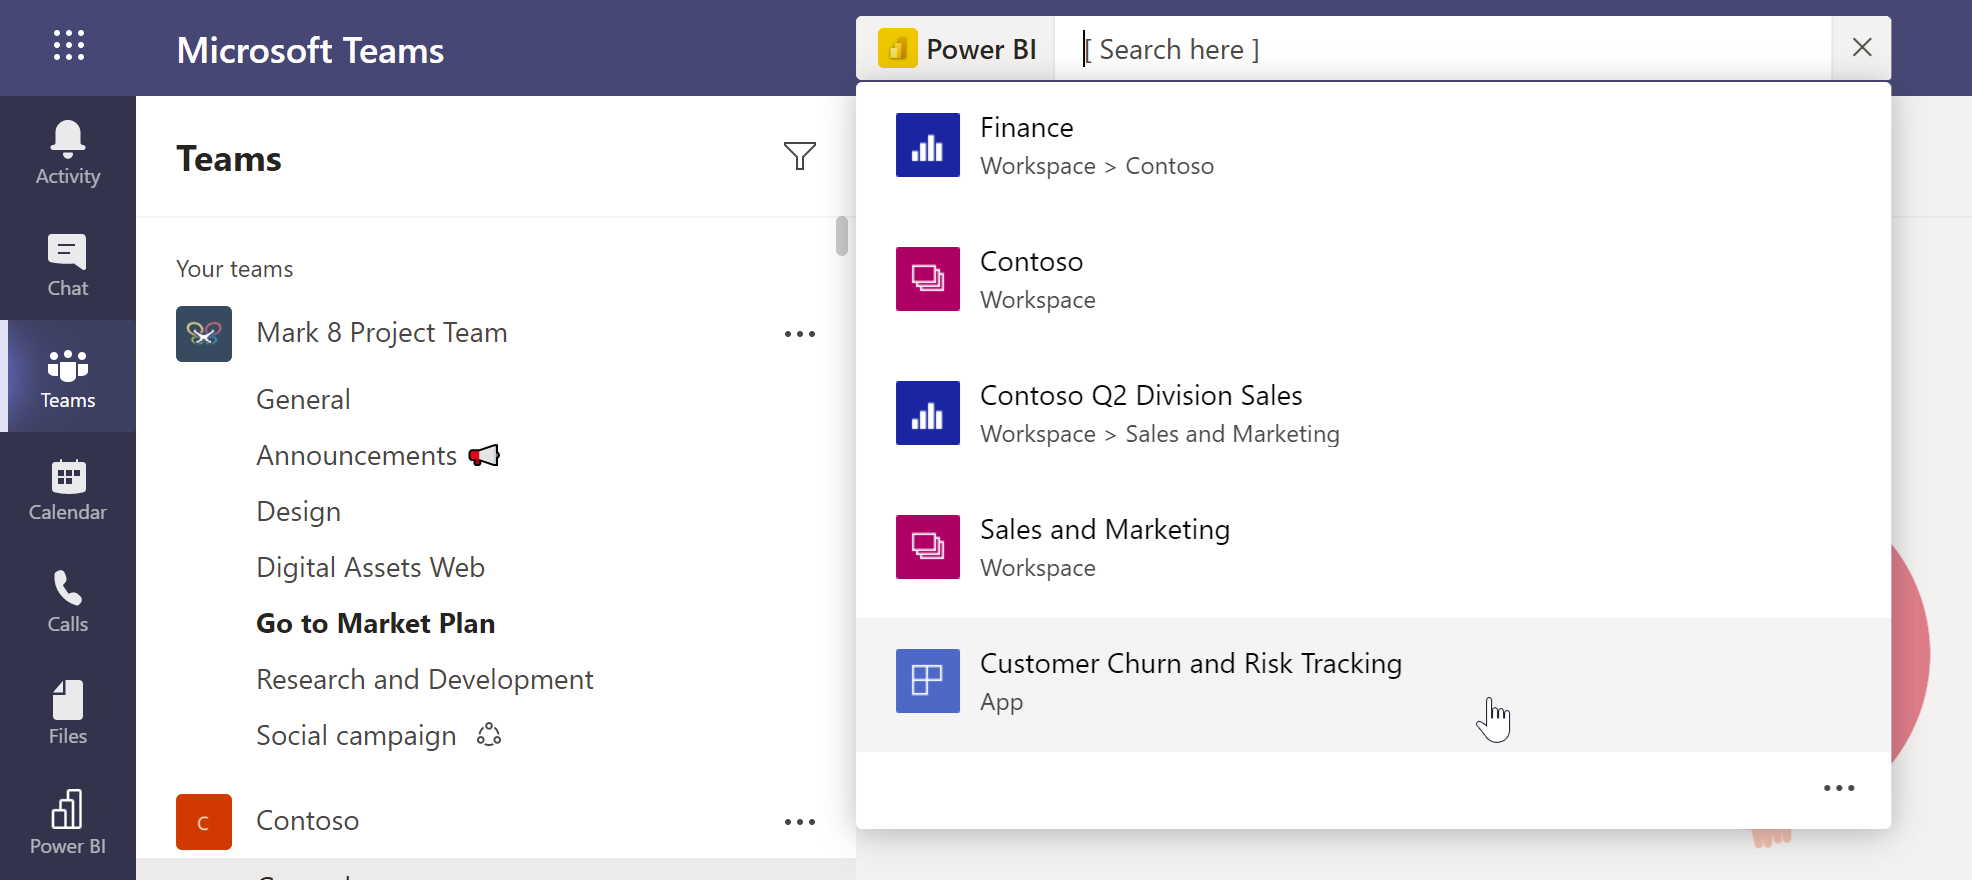 Microsoft Teams
Power BI
[ Search here ]
Activity
Chat
Teams
Calendar
Calls
Files
Power BI
Teams
Your teams
Mark 8 Project Team
General
Announcements
Design
Digital Assets Web
Go to Market Plan
Research and Development
Social campaign
C
Contoso
Finance
Workspace > Contoso
Contoso
Workspace
Contoso Q2 Division Sales
Workspace > Sales and Marketing
Sales and Marketing
Workspace
Customer Churn and Risk Tracking
App